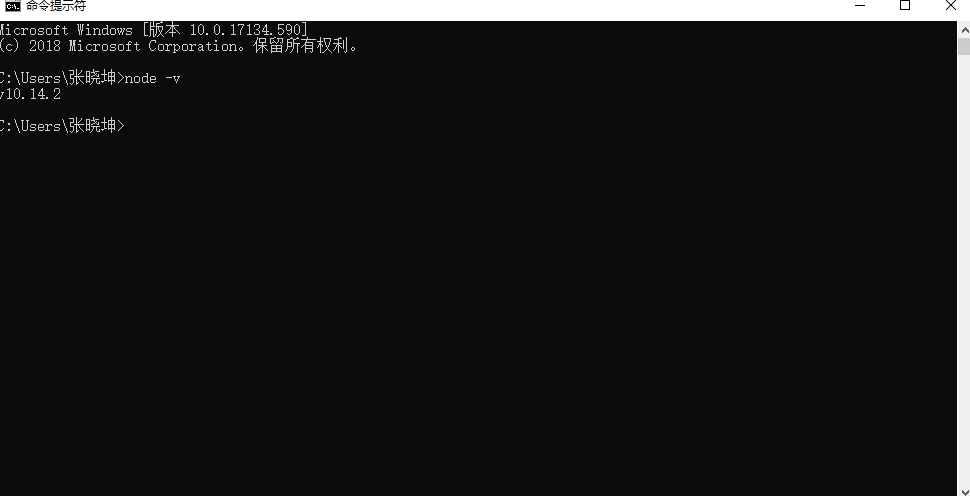 命令提示符
Microsoft Windows [版本 10.0.17134.590]
(c) 2018 Microsoft Corporation。保留所有权利。
C:\Users\张晓坤>node -v
v10.14.2
C:\Users\张晓坤>